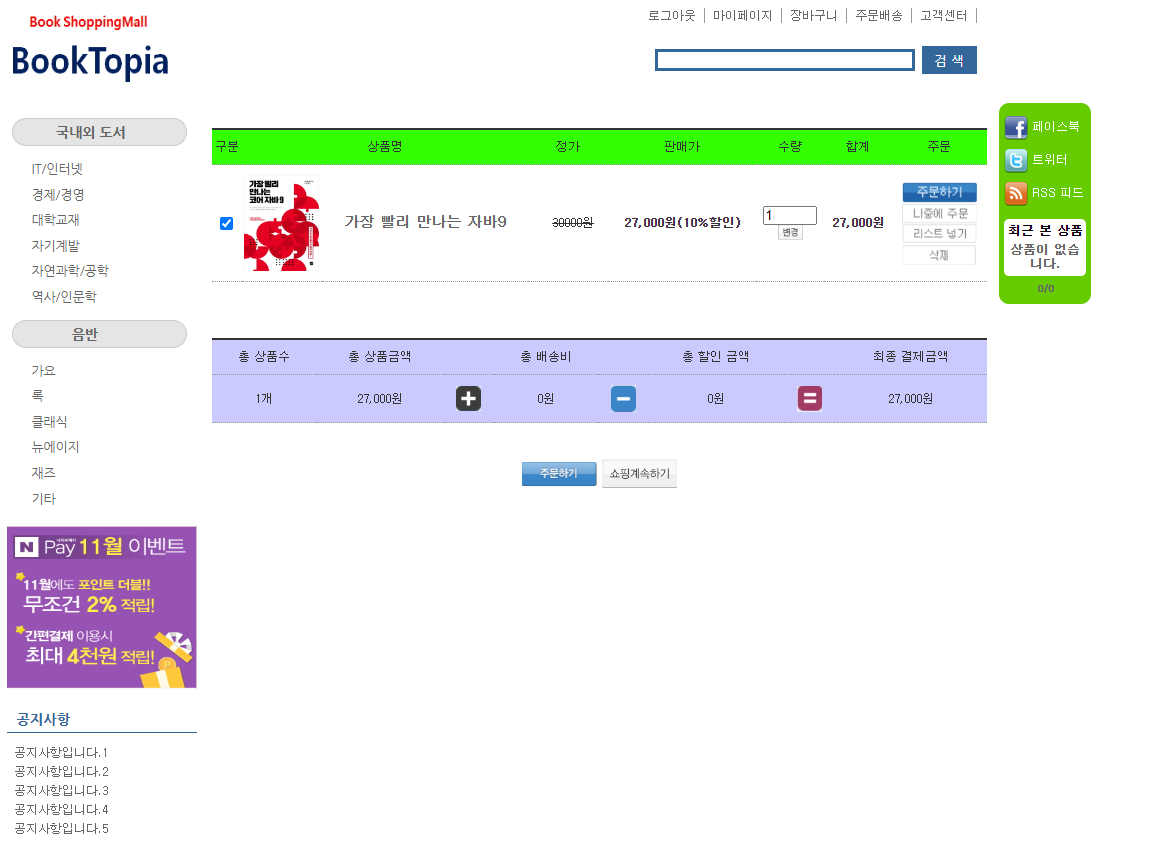 Book ShoppingMall
BookTopia
로그아웃 마이페이지 장바구니 주문배송 고객센터
검 색
국내외 도서
IT/인터넷
경제/경영
대학교재
자기계발
자연과학/공학
역사/인문학
음반
가요
록
클래식
뉴에이지
재즈
기타
N Pay 11월 이벤트
11월에도 포인트 더블!!
무조건 2% 적립!
간편결제 이용시
최대 4천원 적립!
공지사항
공지사항입니다.1
공지사항입니다.2
공지사항입니다.3
공지사항입니다.4
공지사항입니다.5
구분 상품명 정가 판매가 수량 합계 주문
가장 빨리
만나는
코어 자바 9
가장 빨리 만나는 자바9 30000원 27,000원(10%할인) 1 27,000원
변경
주문하기
나중에 주문
리스트 넣기
삭제
총 상품수 총 상품금액 총 배송비 총 할인 금액 최종 결제금액
1개 27,000원 + 0원 − 0원 = 27,000원
주문하기 쇼핑계속하기
페이스북
트위터
RSS 피드
최근 본 상품
상품이 없습
니다.
0/0